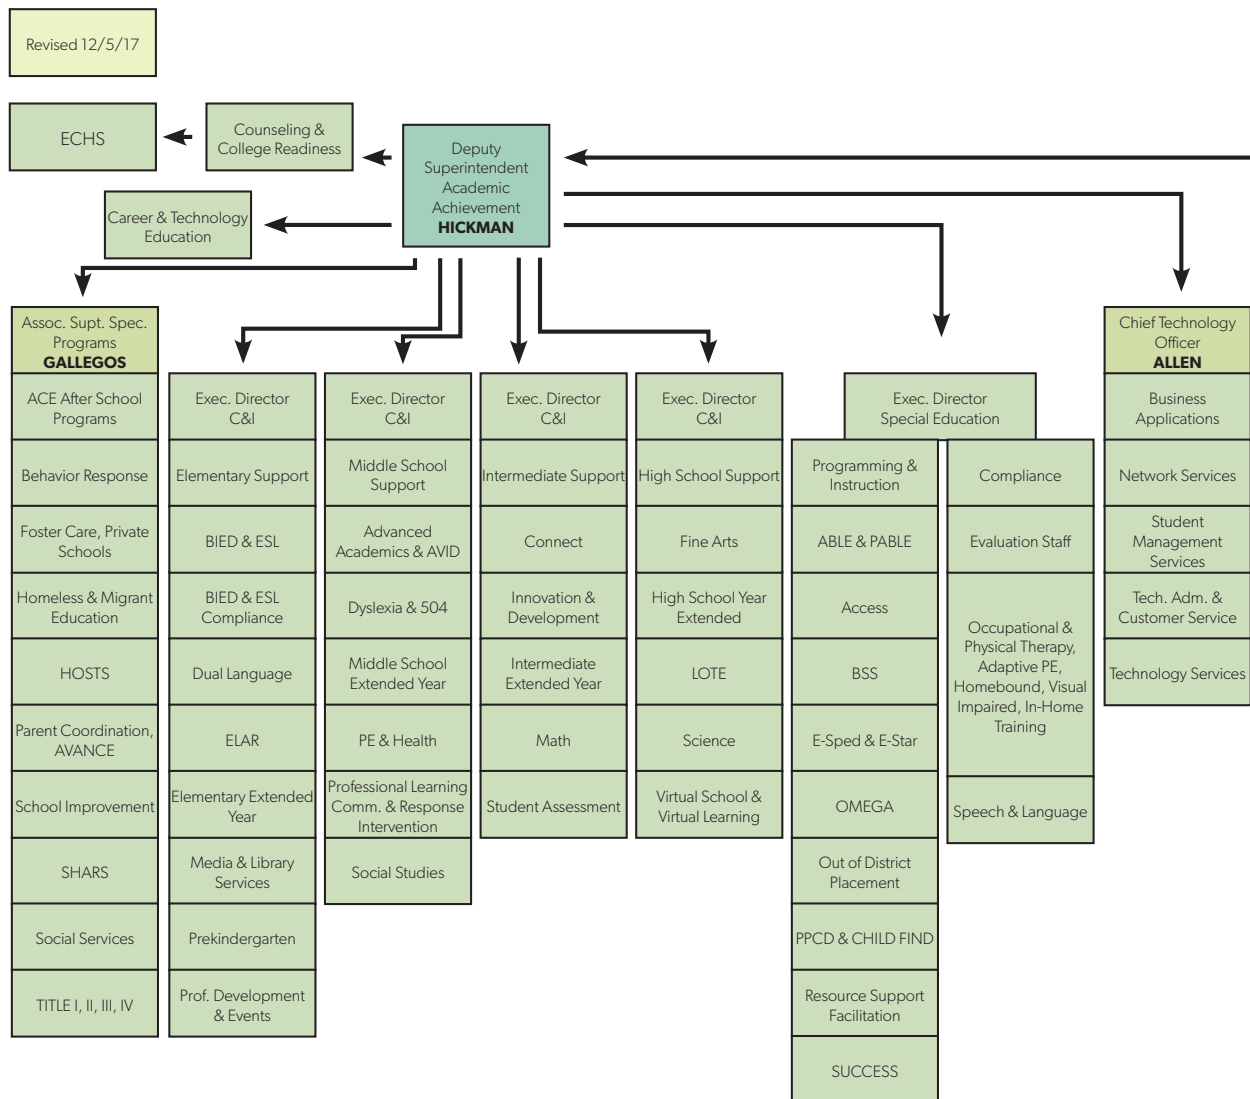 Revised 12/5/17
ECHS
Counseling &
College Readiness
Deputy
Superintendent
Academic
Achievement
HICKMAN
Career & Technology
Education
Assoc. Supt. Spec.
Programs
GALLEGOS
ACE After School
Programs
Behavior Response
Foster Care, Private
Schools
Homeless & Migrant
Education
HOSTS
Parent Coordination,
AVANCE
School Improvement
SHARS
Social Services
TITLE I, II, III, IV
Exec. Director
C&I
Elementary Support
BIED & ESL
BIED & ESL
Compliance
Dual Language
ELAR
Elementary Extended
Year
Media & Library
Services
Prekindergarten
Prof. Development
& Events
Exec. Director
C&I
Middle School
Support
Advanced
Academics & AVID
Dyslexia & 504
Middle School
Extended Year
PE & Health
Professional Learning
Comm. & Response
Intervention
Social Studies
Exec. Director
C&I
Intermediate Support
Connect
Innovation &
Development
Intermediate
Extended Year
Math
Student Assessment
Exec. Director
C&I
High School Support
Fine Arts
High School Year
Extended
LOTE
Science
Virtual School &
Virtual Learning
Exec. Director
Special Education
Programming &
Instruction
ABLE & PABLE
Access
BSS
E-Sped & E-Star
OMEGA
Out of District
Placement
PPCD & CHILD FIND
Resource Support
Facilitation
SUCCESS
Compliance
Evaluation Staff
Occupational &
Physical Therapy,
Adaptive PE,
Homebound, Visual
Impaired, In-Home
Training
Speech & Language
Chief Technology
Officer
ALLEN
Business
Applications
Network Services
Student
Management
Services
Tech. Adm. &
Customer Service
Technology Services